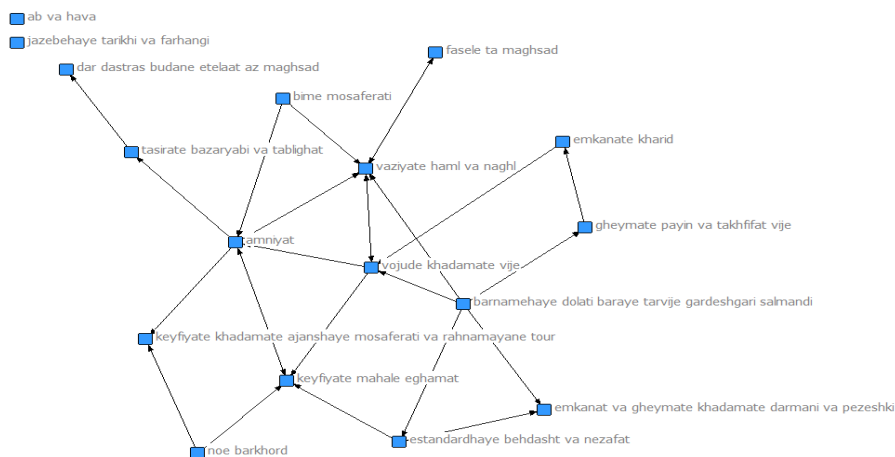 ab va hava
jazebehaye tarikhi va farhangi
fasele ta maghsad
dar dastras budane etelaat az maghsad
bime mosaferati
emkanate kharid
tasirate bazaryabi va tablighat
vaziyate haml va naghl
gheymate payin va takhfifat vije
amniyat
vojude khadamate vije
barnamehaye dolati baraye tarvije gardeshgari salmandi
keyfiyate khadamate ajanshaye mosaferati va rahnamayane tour
keyfiyate mahale eghamat
emkanat va gheymate khadamate darmani va pezeshki
estandardhaye behdasht va nezafat
noe barkhord